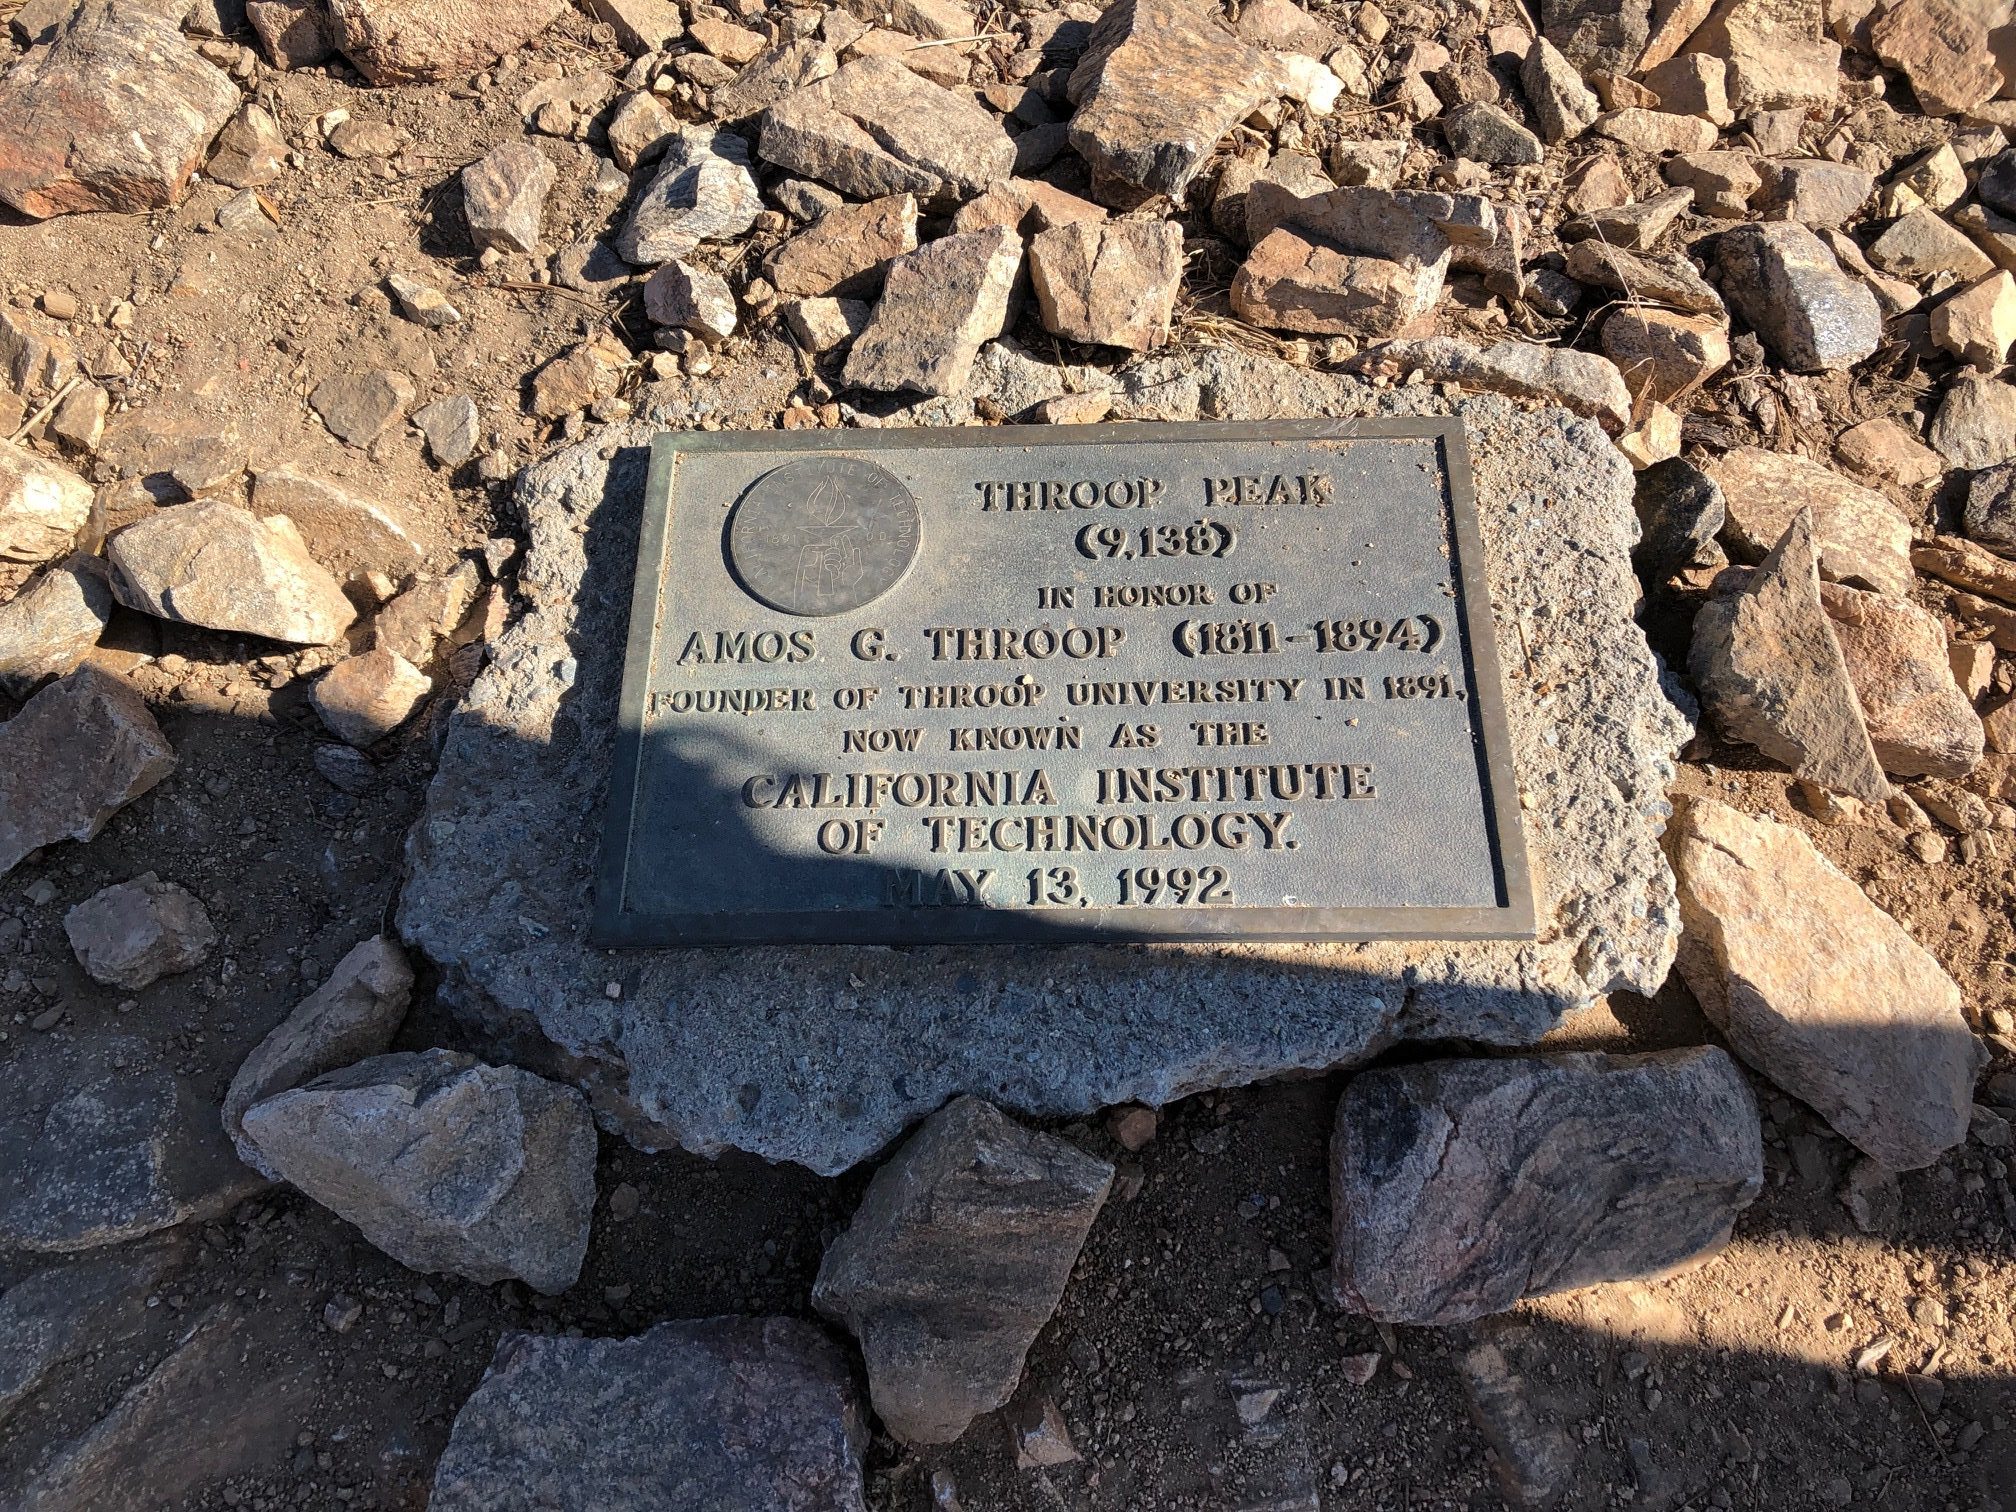 THROOP PEAK
(9,138)
IN HONOR OF
AMOS G. THROOP (1811-1894)
FOUNDER OF THROOP UNIVERSITY IN 1891,
NOW KNOWN AS THE
CALIFORNIA INSTITUTE
OF TECHNOLOGY.
MAY 13, 1992